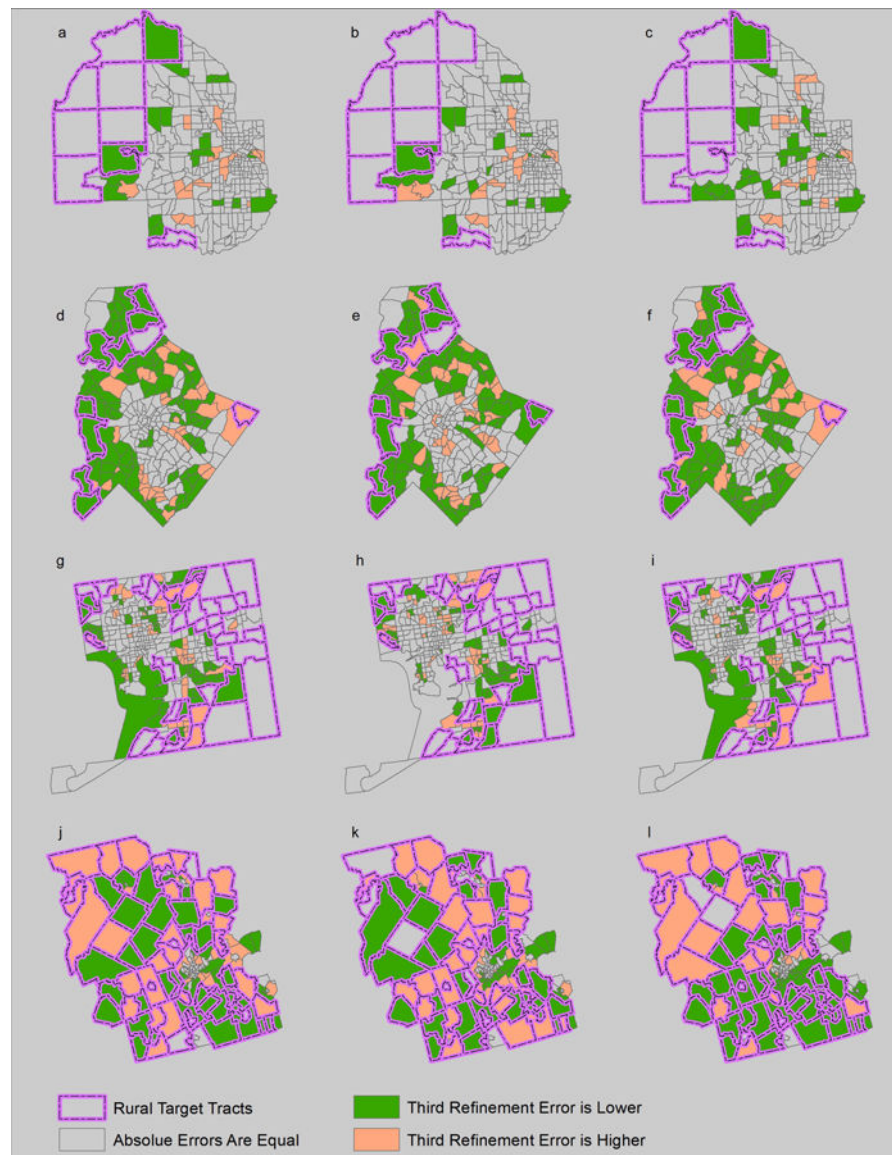 a b c
d e f
g h i
j k l
Rural Target Tracts Third Refinement Error is Lower
Absolue Errors Are Equal Third Refinement Error is Higher